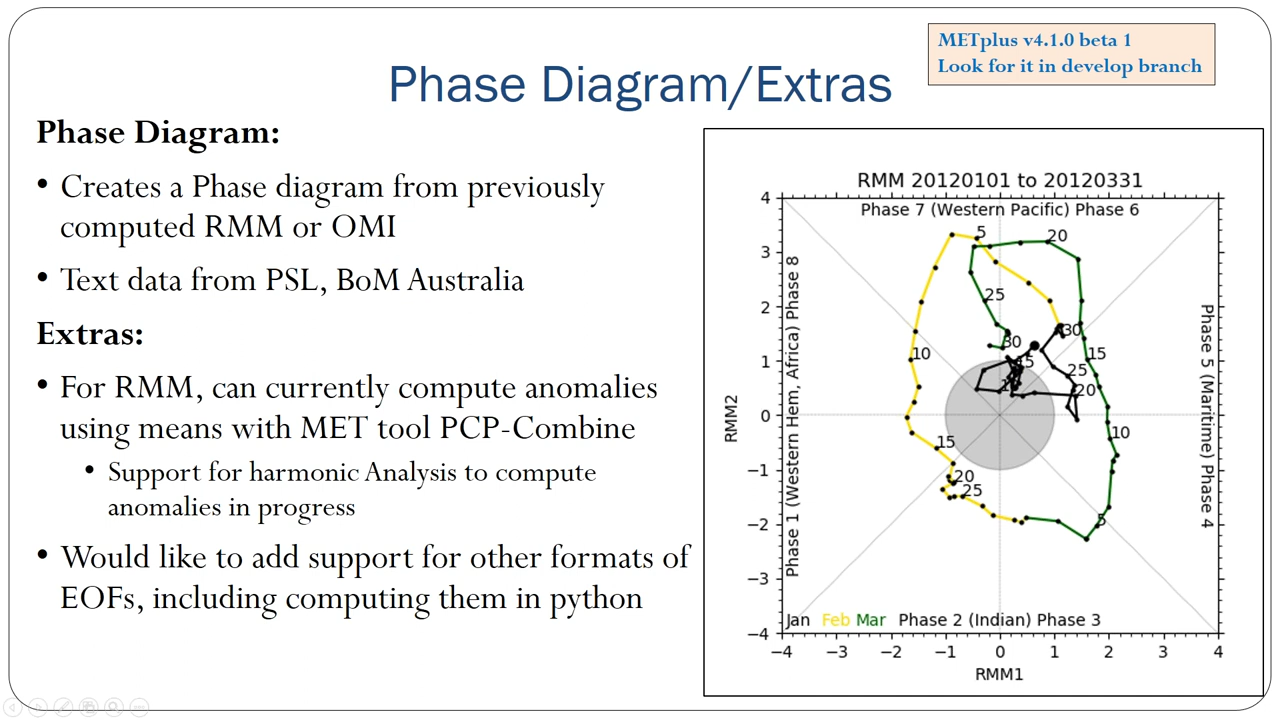 METplus v4.1.0 beta 1
Look for it in develop branch
Phase Diagram/Extras
Phase Diagram:
• Creates a Phase diagram from previously
computed RMM or OMI
• Text data from PSL, BoM Australia
Extras:
• For RMM, can currently compute anomalies
using means with MET tool PCP-Combine
• Support for harmonic Analysis to compute
anomalies in progress
• Would like to add support for other formats of
EOFs, including computing them in python
RMM 20120101 to 20120331
Phase 7 (Western Pacific) Phase 6
Phase 1 (Western Hem, Africa) Phase 8
Phase 5 (Maritime) Phase 4
Jan Feb Mar Phase 2 (Indian) Phase 3
RMM2
4
3
2
1
0
−1
−2
−3
−4
−4 −3 −2 −1 0 1 2 3 4
RMM1
5
20
25
30
30
10
15
15
25
20
10
15
20
25
5